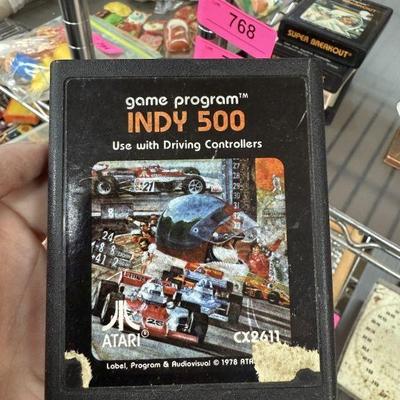 768
SUPER BREAKOUT
game program™
INDY 500
Use with Driving Controllers
21
24
25
ATARI®
CX2611
Label, Program & Audiovisual © 1978 ATA